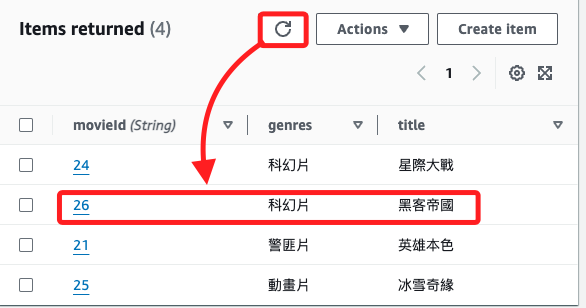 Items returned (4) Actions Create item
1
movieId (String) genres title
24 科幻片 星際大戰
26 科幻片 黑客帝國
21 警匪片 英雄本色
25 動畫片 冰雪奇緣